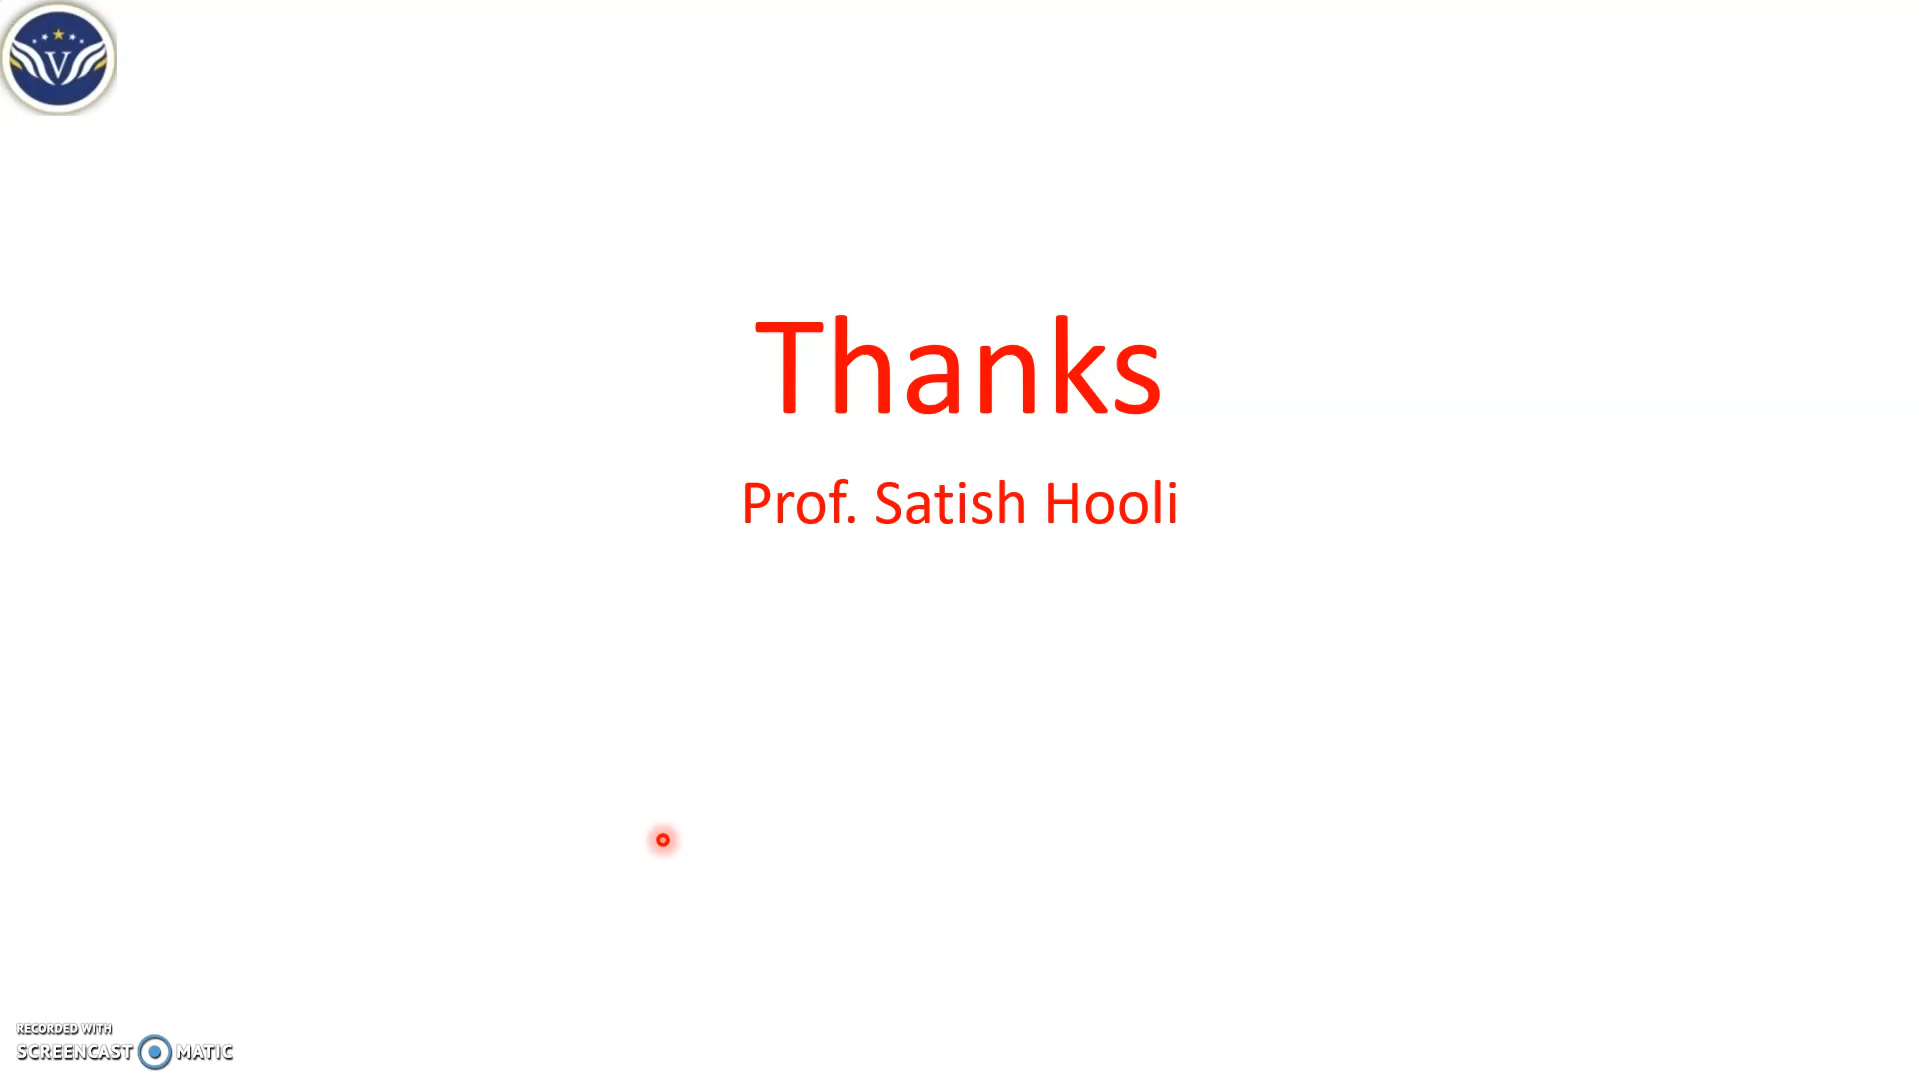 V
Thanks
Prof. Satish Hooli
RECORDED WITH
SCREENCAST MATIC